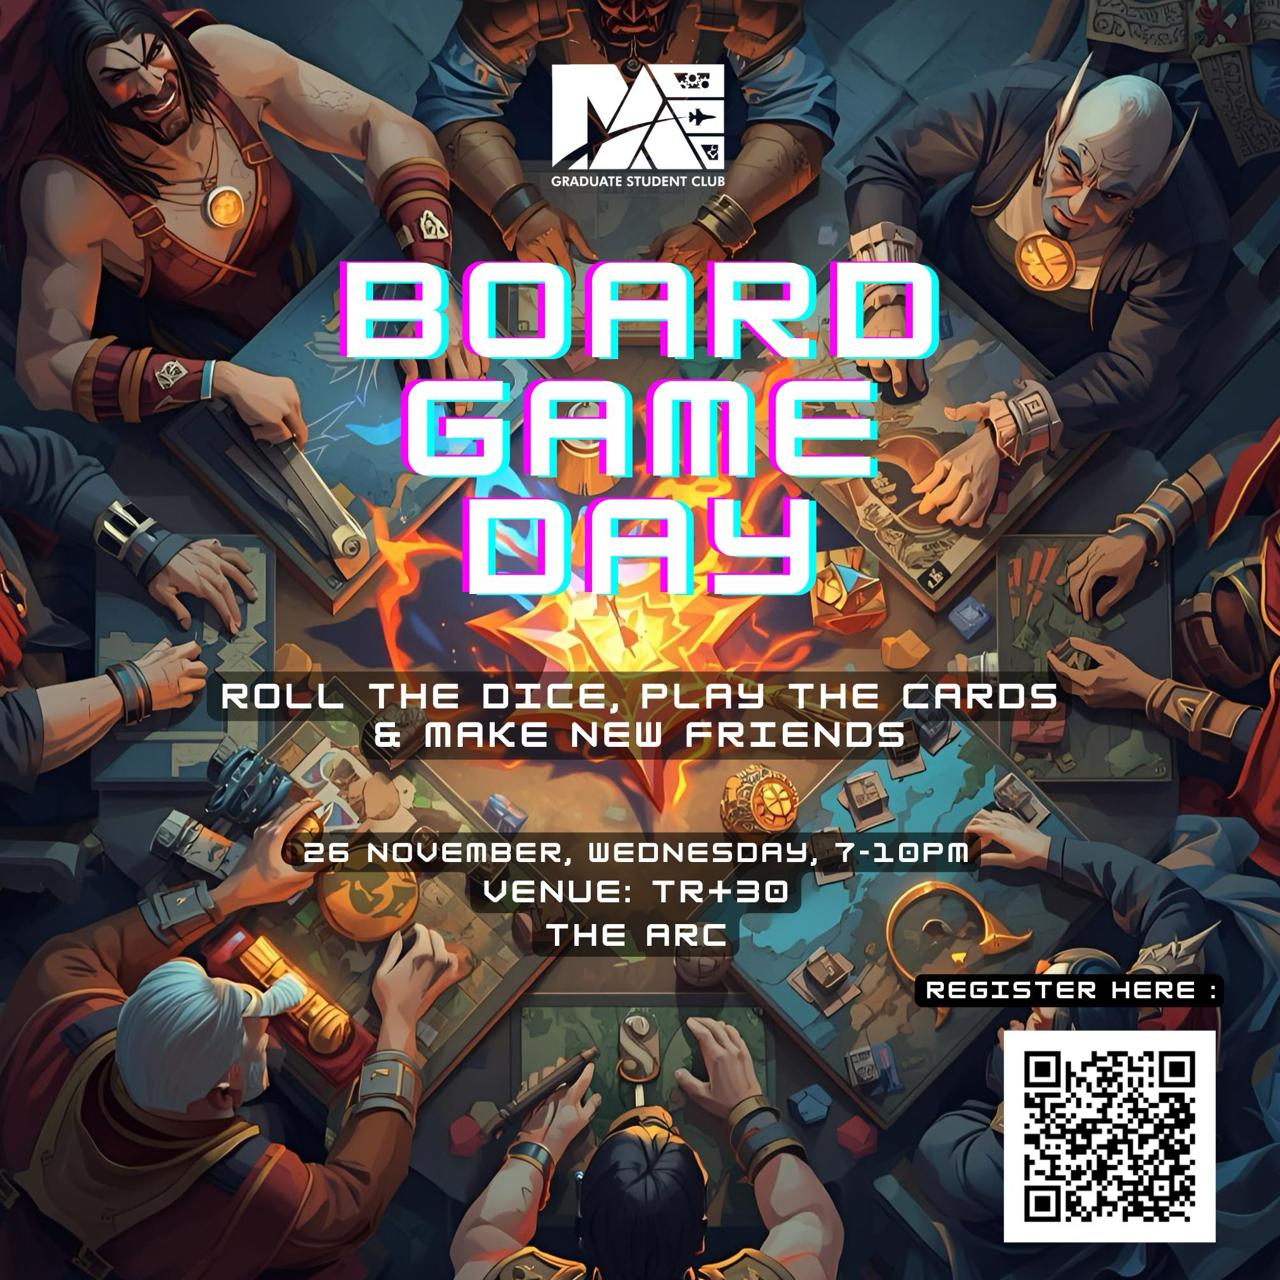 MAE
GRADUATE STUDENT CLUB
BOARD
GAME
DAY
ROLL THE DICE, PLAY THE CARDS
& MAKE NEW FRIENDS
26 NOVEMBER, WEDNESDAY, 7-10PM
VENUE: TR+30
THE ARC
REGISTER HERE :